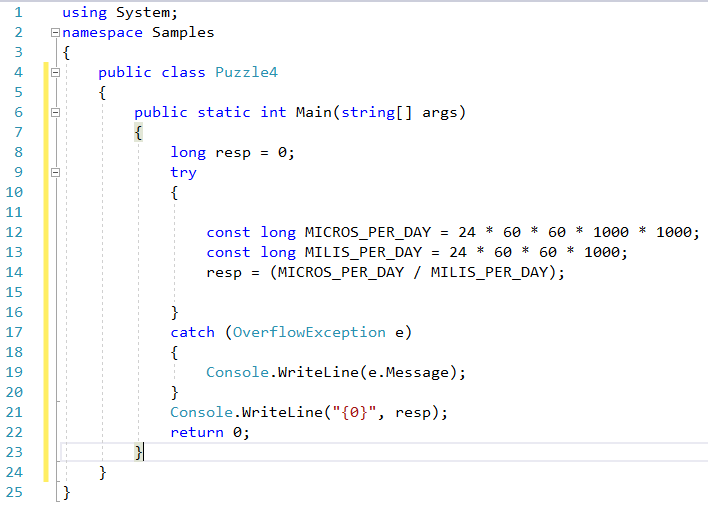 1 using System;
2 namespace Samples
3 {
4 public class Puzzle4
5 {
6 public static int Main(string[] args)
7 {
8 long resp = 0;
9 try
10 {
11
12 const long MICROS_PER_DAY = 24 * 60 * 60 * 1000 * 1000;
13 const long MILIS_PER_DAY = 24 * 60 * 60 * 1000;
14 resp = (MICROS_PER_DAY / MILIS_PER_DAY);
15
16 }
17 catch (OverflowException e)
18 {
19 Console.WriteLine(e.Message);
20 }
21 Console.WriteLine("{0}", resp);
22 return 0;
23 }
24 }
25 }